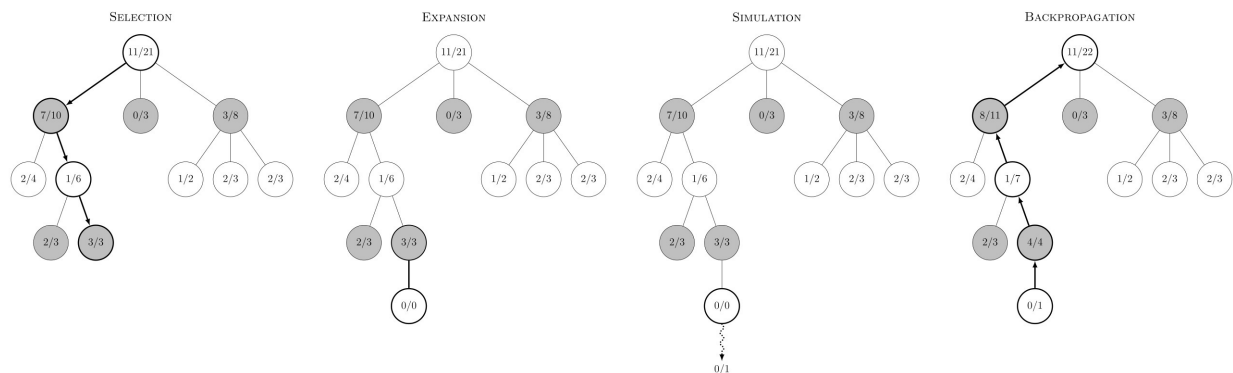 SELECTION
11/21
7/10 0/3 3/8
2/4 1/6 1/2 2/3 2/3
2/3 3/3
EXPANSION
11/21
7/10 0/3 3/8
2/4 1/6 1/2 2/3 2/3
2/3 3/3
0/0
SIMULATION
11/21
7/10 0/3 3/8
2/4 1/6 1/2 2/3 2/3
2/3 3/3
0/0
0/1
BACKPROPAGATION
11/22
8/11 0/3 3/8
2/4 1/7 1/2 2/3 2/3
2/3 4/4
0/1